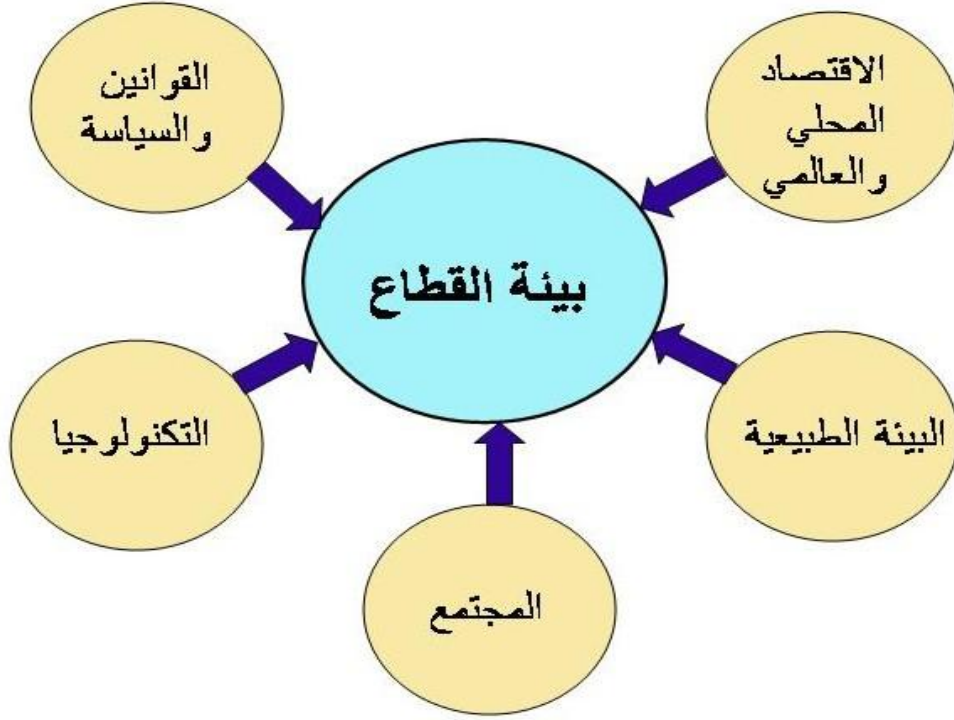 الاقتصاد
المحلي
والعالمي
القوانين
والسياسة
بيئة القطاع
البيئة الطبيعية
التكنولوجيا
المجتمع